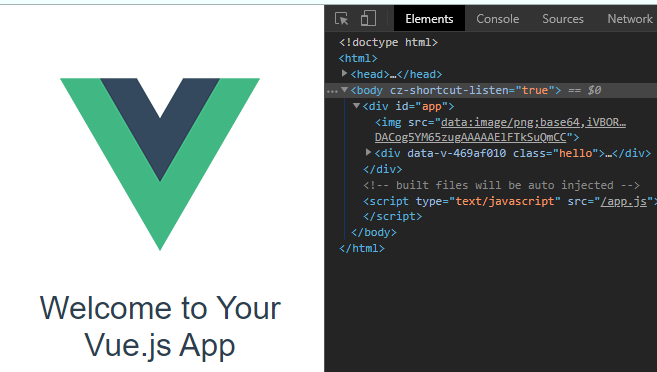 Welcome to Your
Vue.js App
Elements Console Sources Network
<!doctype html>
<html>
<head>…</head>
<body cz-shortcut-listen="true"> == $0
<div id="app">
<img src="data:image/png;base64,iVBOR…
DACog5YM65zugAAAAAElFTkSuQmCC">
<div data-v-469af010 class="hello">…</div>
</div>
<!-- built files will be auto injected -->
<script type="text/javascript" src="/app.js">
</script>
</body>
</html>